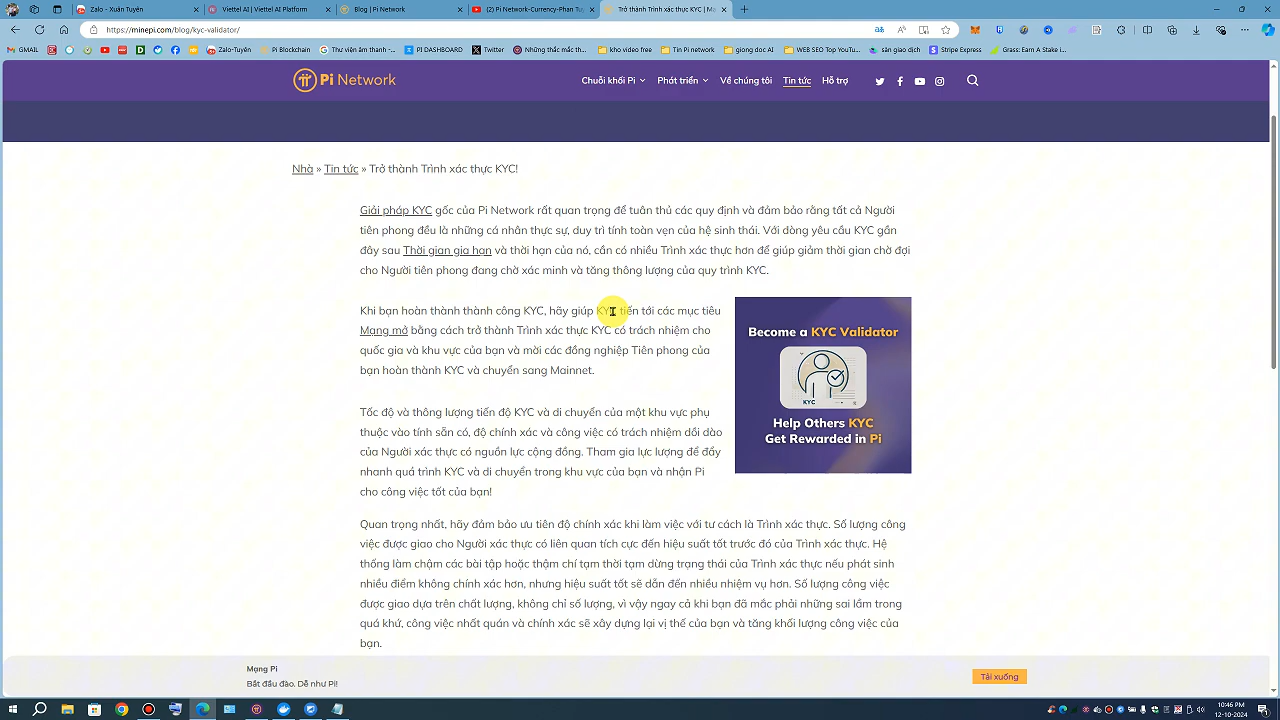 Zalo - Xuân Tuyến
Viettel AI | Viettel AI Platform
Blog | Pi Network
(2) Pi Network-Currency-Phan Tu
Trở thành Trình xác thực KYC | M
https://minepi.com/blog/kyc-validator/
GMAIL
Zalo-Tuyên
Pi Blockchain
Thư viện âm thanh -...
PI DASHBOARD
Twitter
Những thắc mắc th...
kho video free
Tin Pi network
giong doc AI
WEB Cho Top YouTu...
sàn giao dịch
Stripe Express
Grass: Earn A Stake i...
Pi Network
Chuỗi khối Pi
Phát triển
Về chúng tôi
Tin tức
Hỗ trợ
Nhà » Tin tức » Trở thành Trình xác thực KYC!
Giải pháp KYC gốc của Pi Network rất quan trọng để tuân thủ các quy định và đảm bảo rằng tất cả Người
tiên phong đều là những cá nhân thực sự, duy trì tính toàn vẹn của hệ sinh thái. Với dòng yêu cầu KYC gần
đây sau Thời gian gia hạn và thời hạn của nó, cần có nhiều Trình xác thực hơn để giúp giảm thời gian chờ đợi
cho Người tiên phong đang chờ xác minh và tăng thông lượng của quy trình KYC.
Khi bạn hoàn thành thành công KYC, hãy giúp KYC tiến tới các mục tiêu
Mạng mở bằng cách trở thành Trình xác thực KYC có trách nhiệm cho
quốc gia và khu vực của bạn và mời các đồng nghiệp Tiên phong của
bạn hoàn thành KYC và chuyển sang Mainnet.
Become a KYC Validator
KYC
Help Others KYC
Get Rewarded in Pi
Tốc độ và thông lượng tiến độ KYC và di chuyển của một khu vực phụ
thuộc vào tính sẵn có, độ chính xác và công việc có trách nhiệm dồi dào
của Người xác thực có nguồn lực cộng đồng. Tham gia lực lượng để đẩy
nhanh quá trình KYC và di chuyển trong khu vực của bạn và nhận Pi
cho công việc tốt của bạn!
Quan trọng nhất, hãy đảm bảo ưu tiên độ chính xác khi làm việc với tư cách là Trình xác thực. Số lượng công
việc được giao cho Người xác thực có liên quan tích cực đến hiệu suất tốt trước đó của Trình xác thực. Hệ
thống làm chậm các bài tập hoặc thậm chí tạm thời tạm dừng trạng thái của Trình xác thực nếu phát sinh
nhiều điểm không chính xác hơn, nhưng hiệu suất tốt sẽ dẫn đến nhiều nhiệm vụ hơn. Số lượng công việc
được giao dựa trên chất lượng, không chỉ số lượng, vì vậy ngay cả khi bạn đã mắc phải những sai lầm trong
quá khứ, công việc nhất quán và chính xác sẽ xây dựng lại vị thế của bạn và tăng khối lượng công việc của
bạn.
Mạng Pi
Bắt đầu đào. Dễ như Pi!
Tải xuống
10:46 PM
12-10-2024